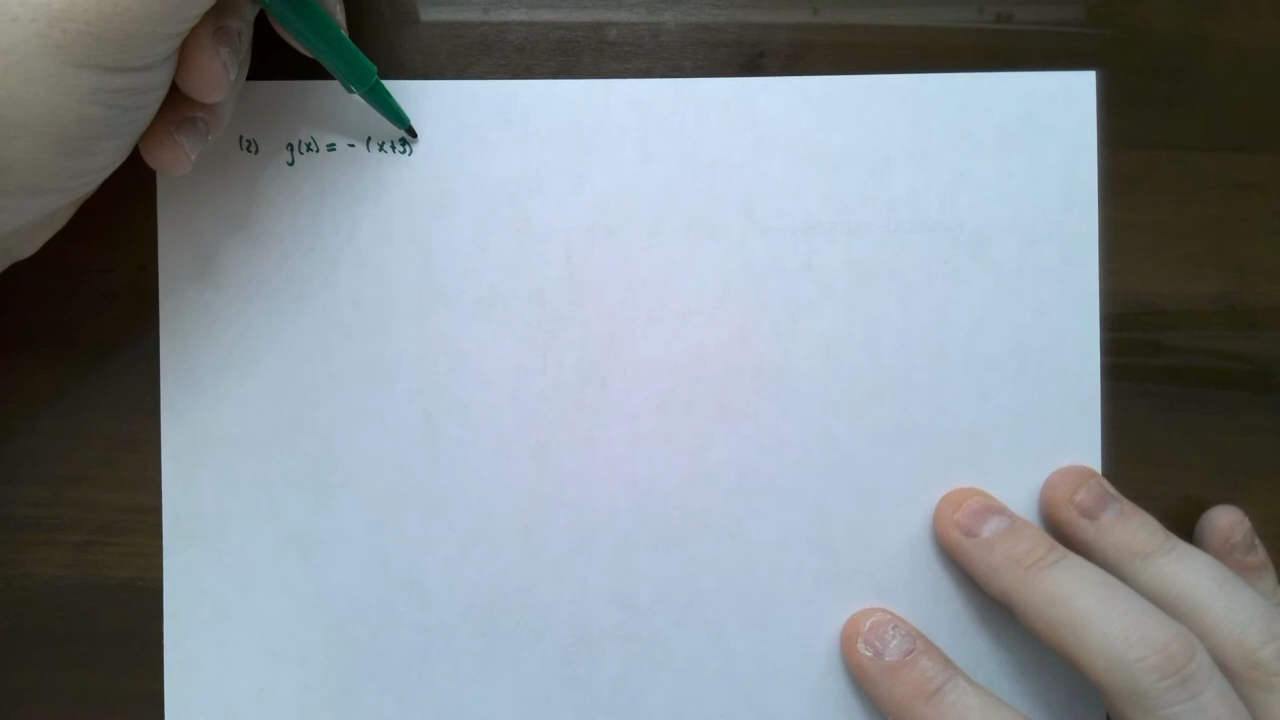 (2) g(x) = - (x+3)